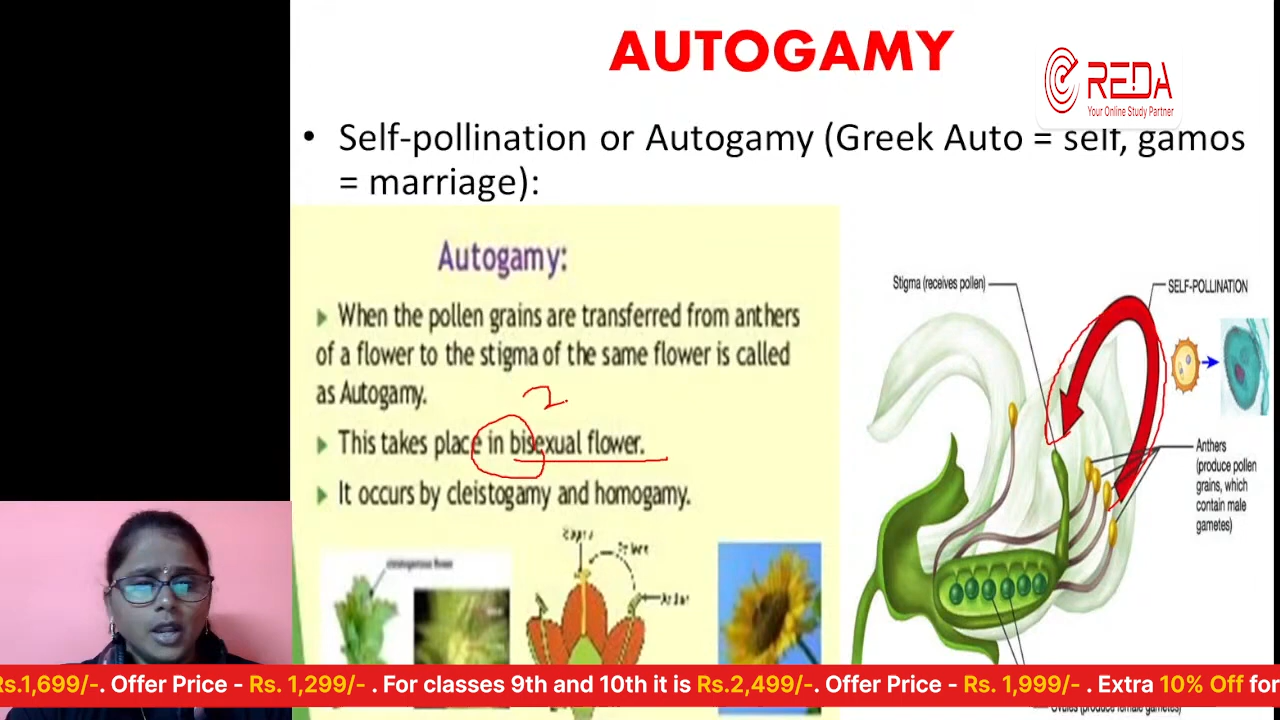 AUTOGAMY
REDA
Your Online Study Partner
• Self-pollination or Autogamy (Greek Auto = self, gamos
= marriage):
Autogamy:
When the pollen grains are transferred from anthers
of a flower to the stigma of the same flower is called
as Autogamy.
2
This takes place in bisexual flower.
It occurs by cleistogamy and homogamy.
Stigma (receives pollen)
SELF-POLLINATION
Anthers
(produce pollen
grains, which
contain male
gametes)
Rs.1,699/-. Offer Price - Rs. 1,299/- . For classes 9th and 10th it is Rs.2,499/-. Offer Price - Rs. 1,999/- . Extra 10% Off for
Ovules (produce female gametes)